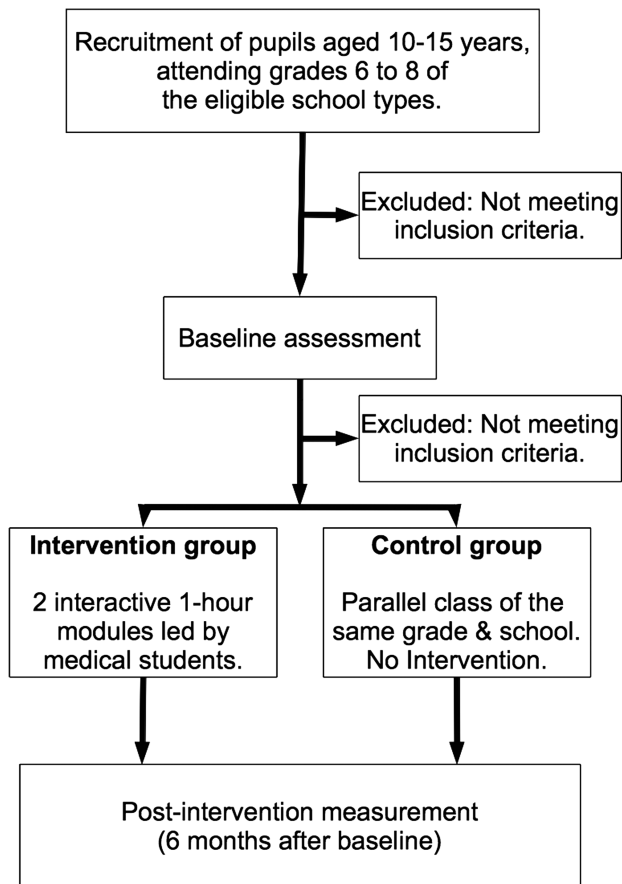 Recruitment of pupils aged 10-15 years,
attending grades 6 to 8 of
the eligible school types.
Excluded: Not meeting
inclusion criteria.
Baseline assessment
Excluded: Not meeting
inclusion criteria.
Intervention group
2 interactive 1-hour
modules led by
medical students.
Control group
Parallel class of the
same grade & school.
No Intervention.
Post-intervention measurement
(6 months after baseline)